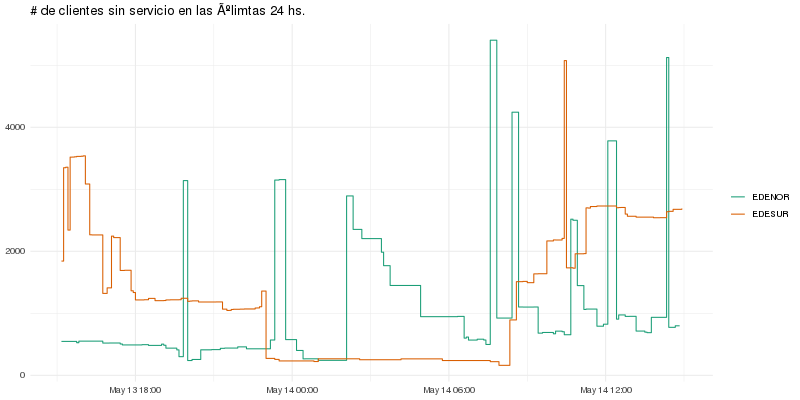 # de clientes sin servicio en las Ãºlimtas 24 hs.
4000
2000
0
May 13 18:00
May 14 00:00
May 14 06:00
May 14 12:00
EDENOR
EDESUR